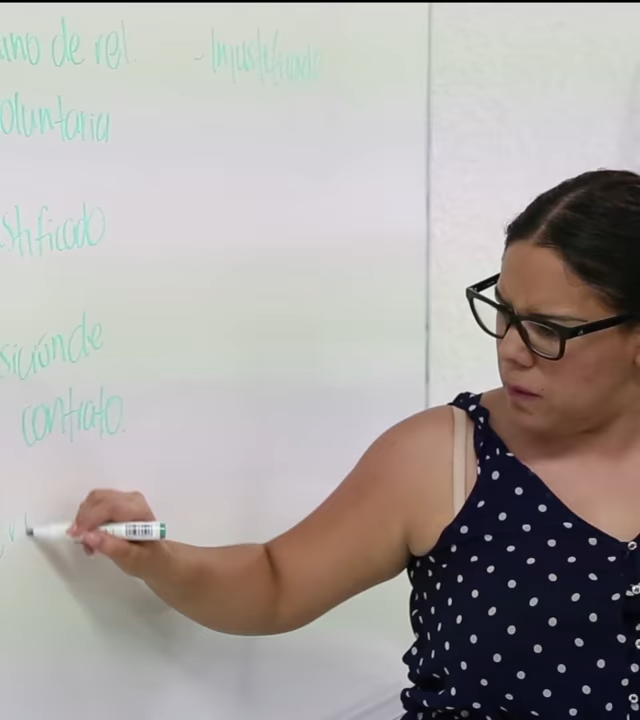 ano de rel. - Injustificado
oluntaria
stificado
sición de
contrato.